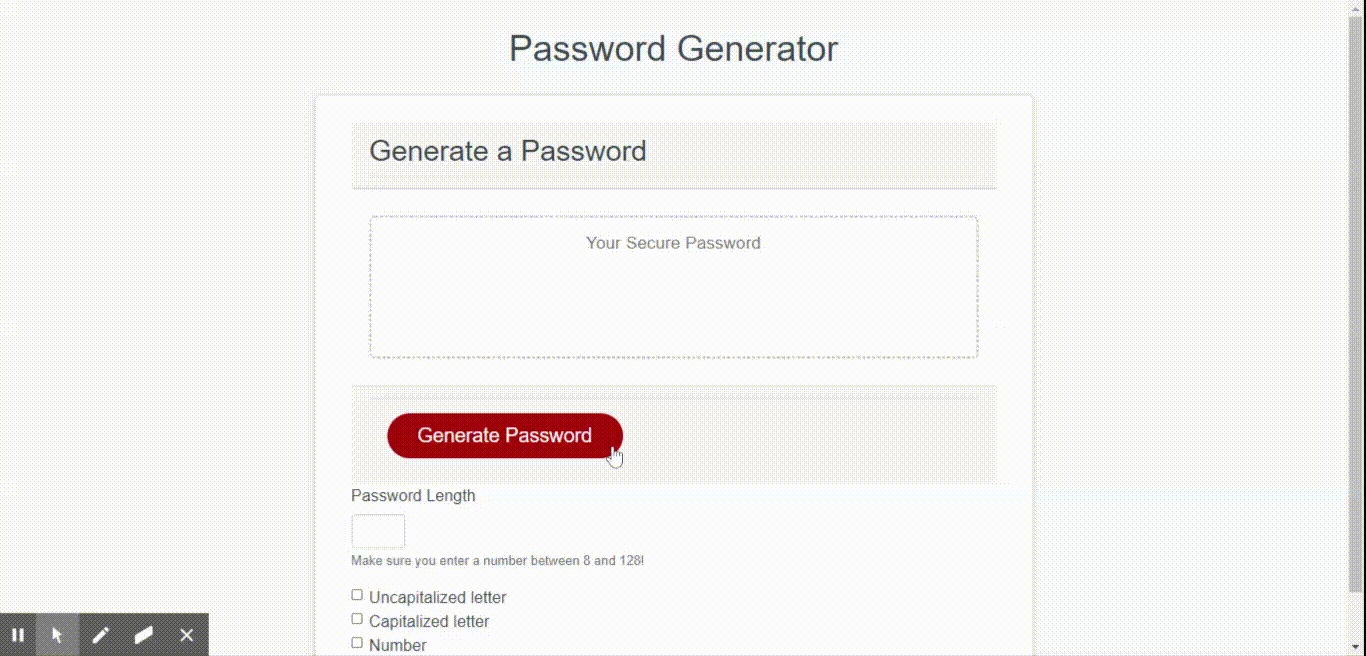 Password Generator
Generate a Password
Your Secure Password
Generate Password
Password Length
Make sure you enter a number between 8 and 128!
Uncapitalized letter
Capitalized letter
Number